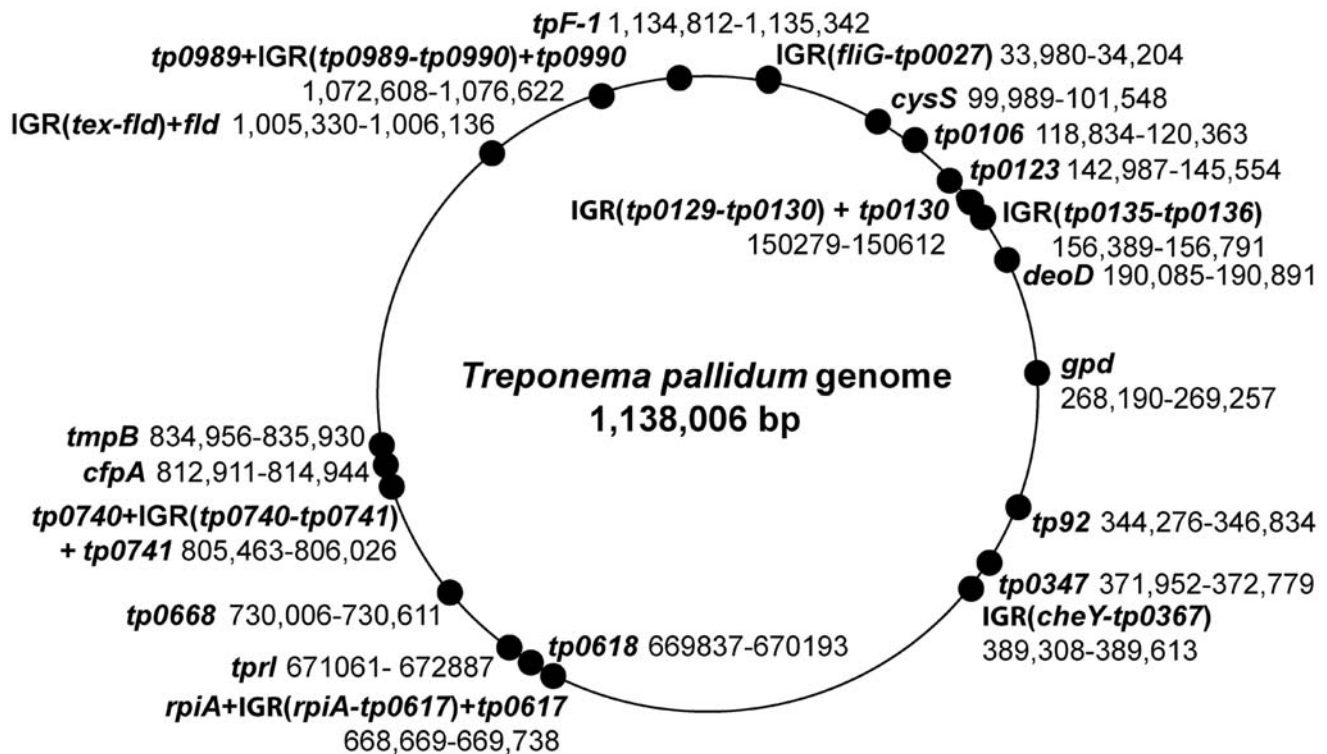 tpF-1 1,134,812-1,135,342
tp0989+IGR(tp0989-tp0990)+tp0990
1,072,608-1,076,622
IGR(tex-fld)+fld 1,005,330-1,006,136
IGR(fliG-tp0027) 33,980-34,204
cysS 99,989-101,548
tp0106 118,834-120,363
tp0123 142,987-145,554
IGR(tp0129-tp0130) + tp0130
150279-150612
IGR(tp0135-tp0136)
156,389-156,791
deoD 190,085-190,891
gpd
268,190-269,257
Treponema pallidum genome
1,138,006 bp
tp92 344,276-346,834
tp0347 371,952-372,779
IGR(cheY-tp0367)
389,308-389,613
tmpB 834,956-835,930
cfpA 812,911-814,944
tp0740+IGR(tp0740-tp0741)
+ tp0741 805,463-806,026
tp0668 730,006-730,611
tp0618 669837-670193
tprI 671061- 672887
rpiA+IGR(rpiA-tp0617)+tp0617
668,669-669,738